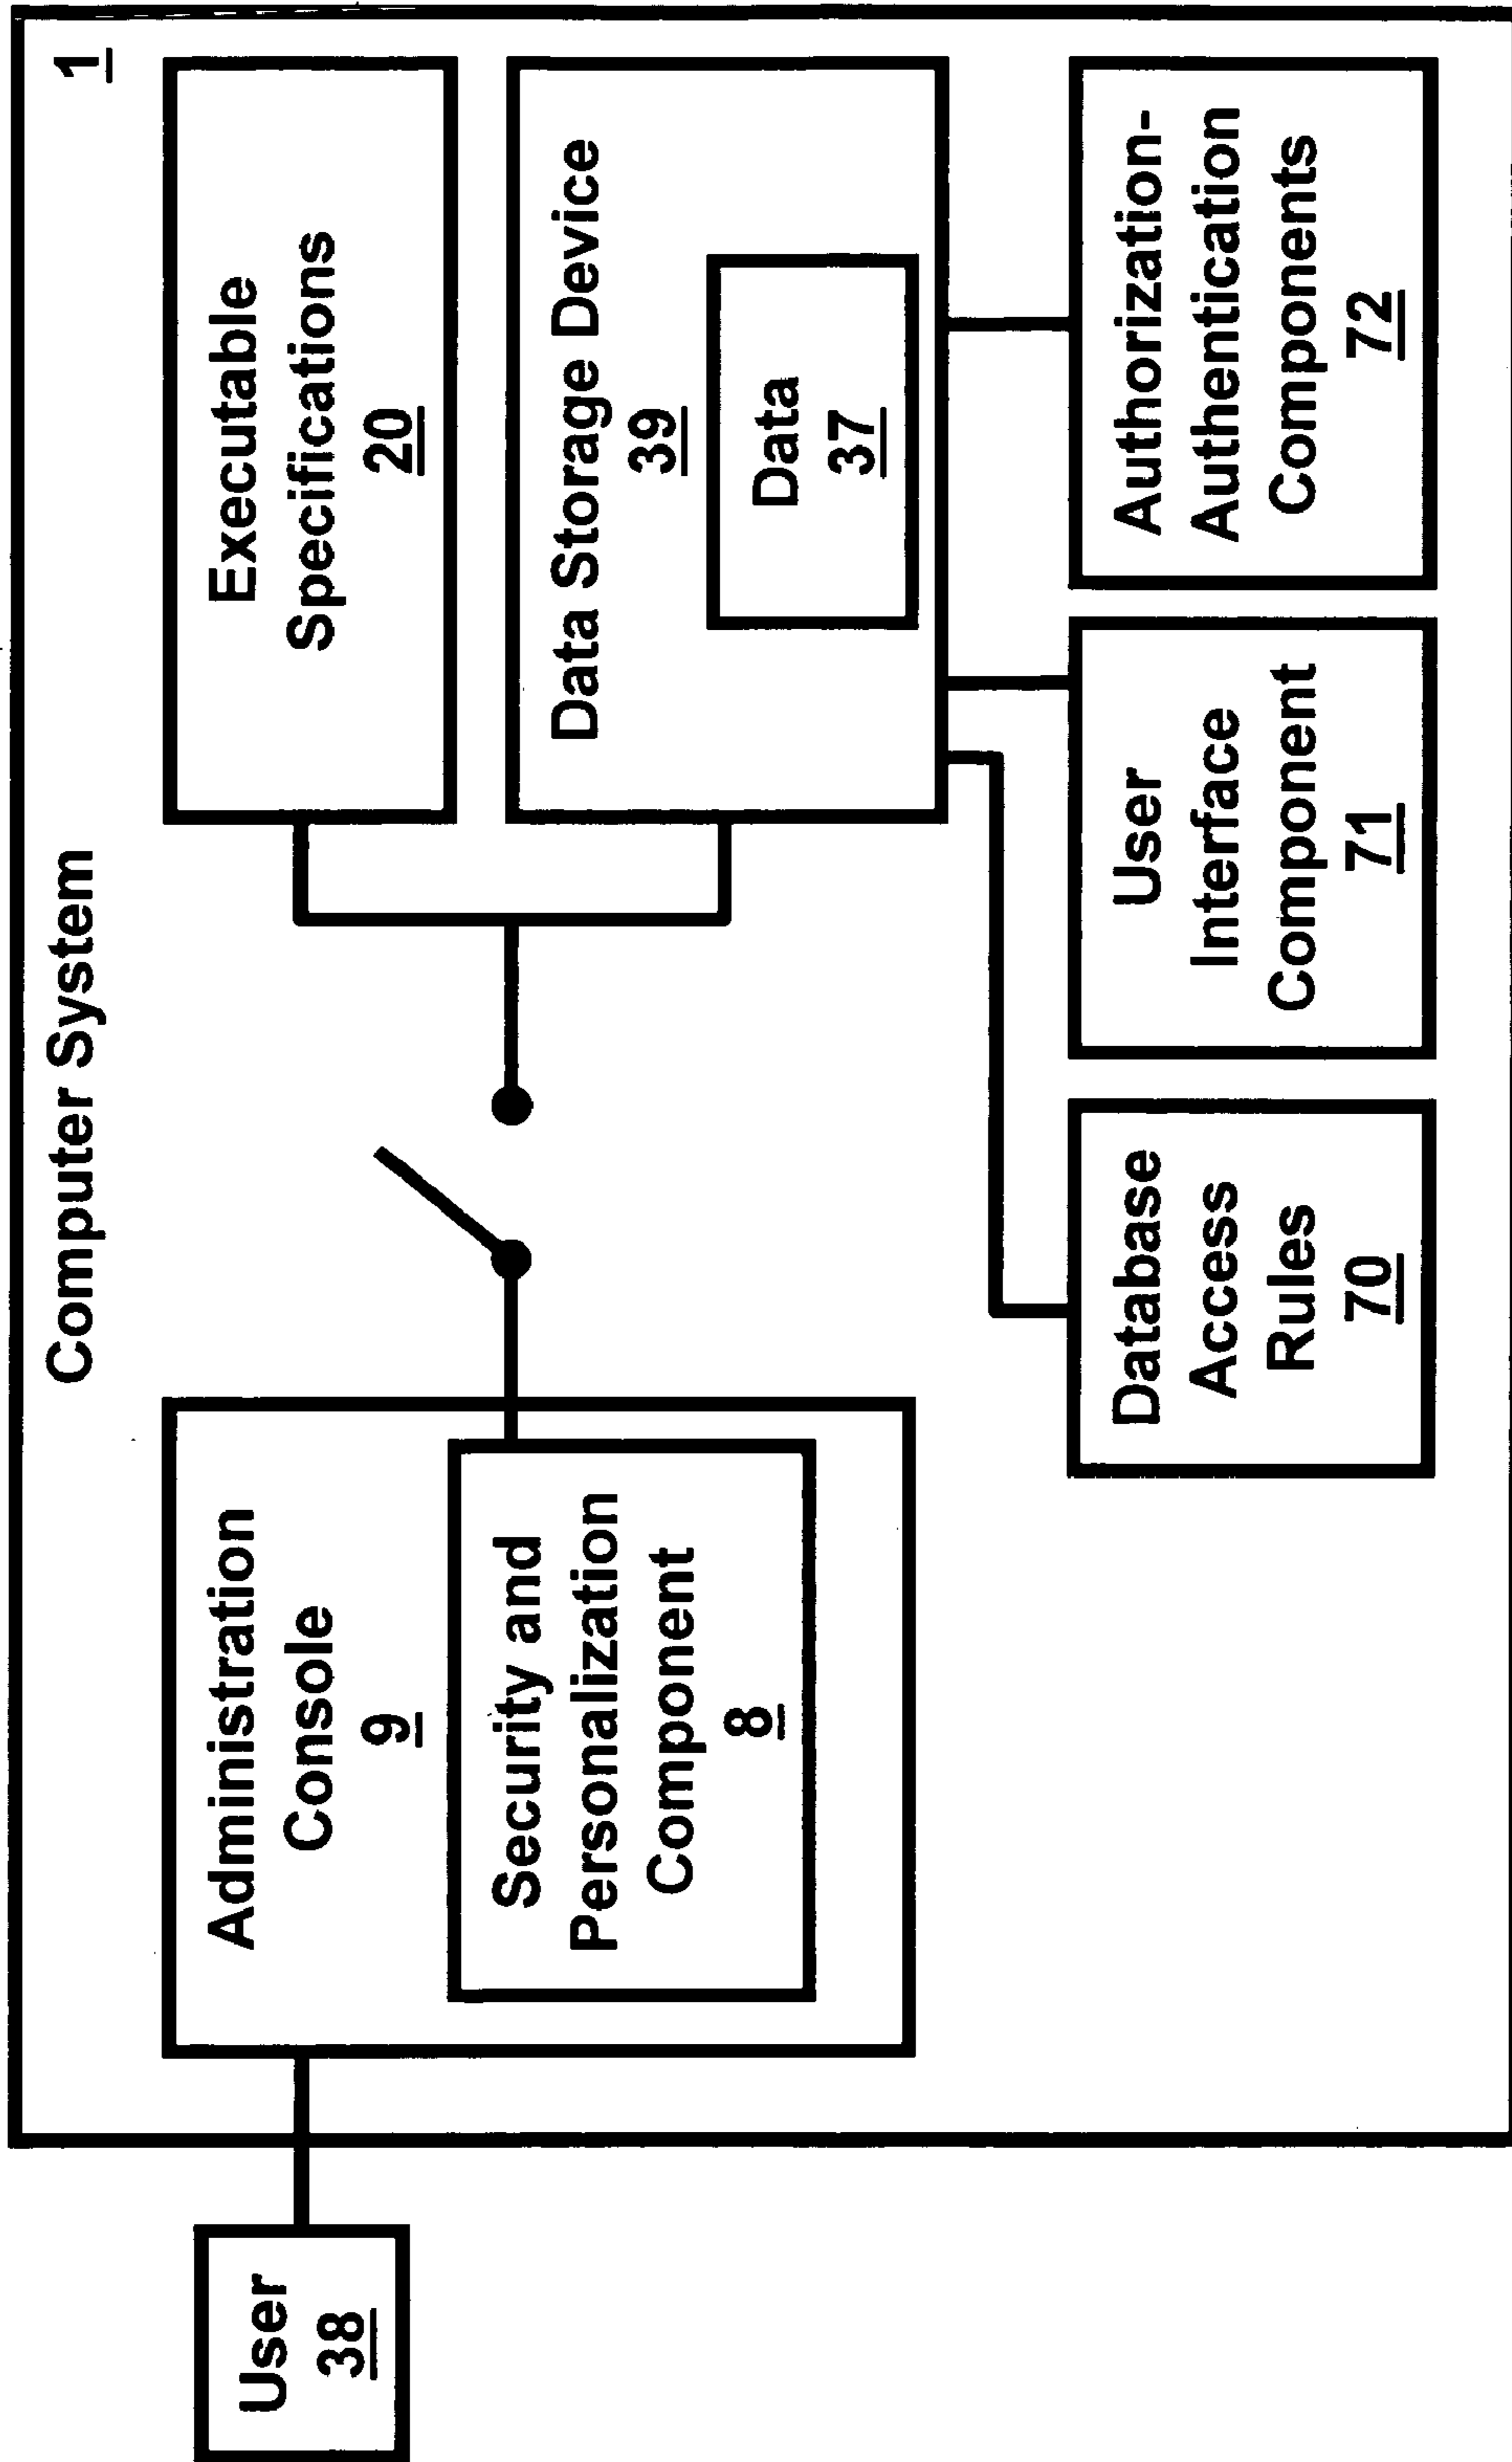 Computer System
1
User
38
Administration
Console
9
Security and
Personalization
Component
8
Executable
Specifications
20
Data Storage Device
39
Data
37
Database
Access
Rules
70
User
Interface
Component
71
Authorization-
Authentication
Components
72